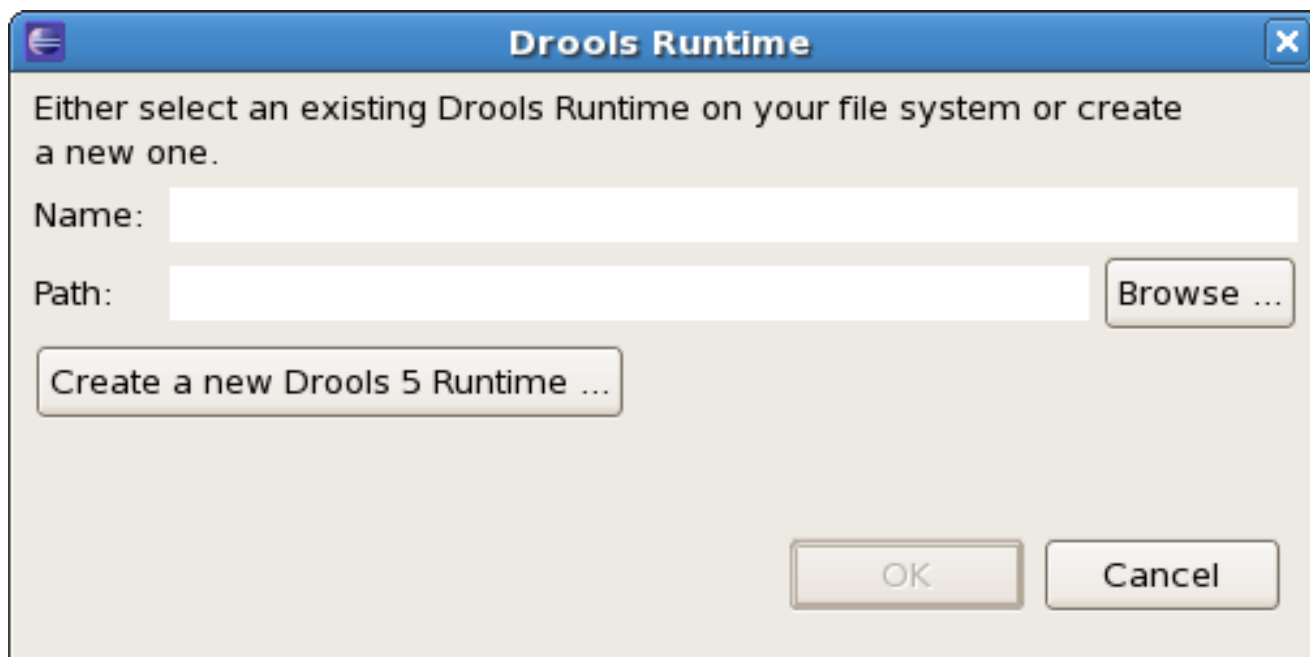 Drools Runtime
Either select an existing Drools Runtime on your file system or create
a new one.
Name:
Path:
Browse ...
Create a new Drools 5 Runtime ...
OK
Cancel